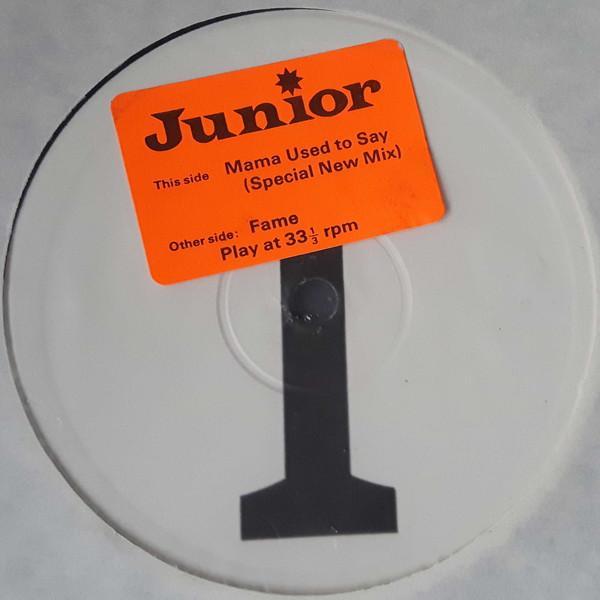 Junior
This side Mama Used to Say
(Special New Mix)
Other side: Fame
Play at 33⅓ rpm